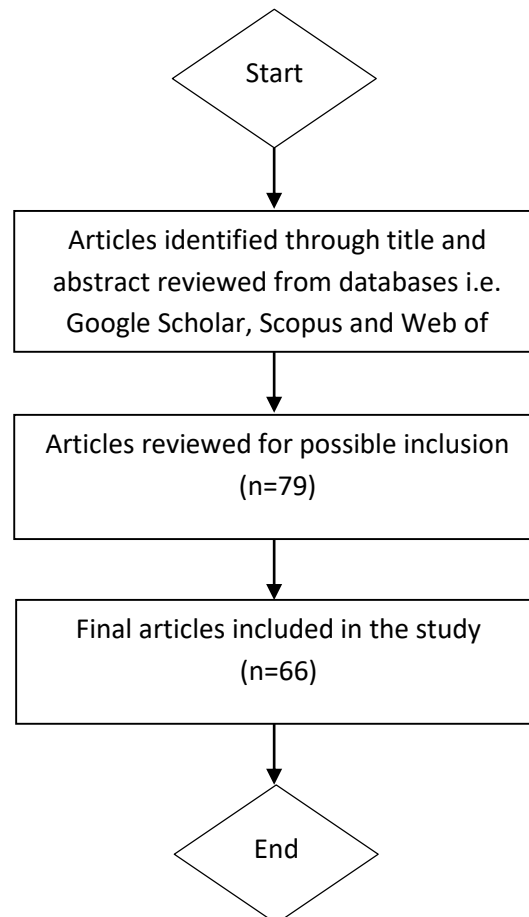 Start
Articles identified through title and
abstract reviewed from databases i.e.
Google Scholar, Scopus and Web of
Articles reviewed for possible inclusion
(n=79)
Final articles included in the study
(n=66)
End